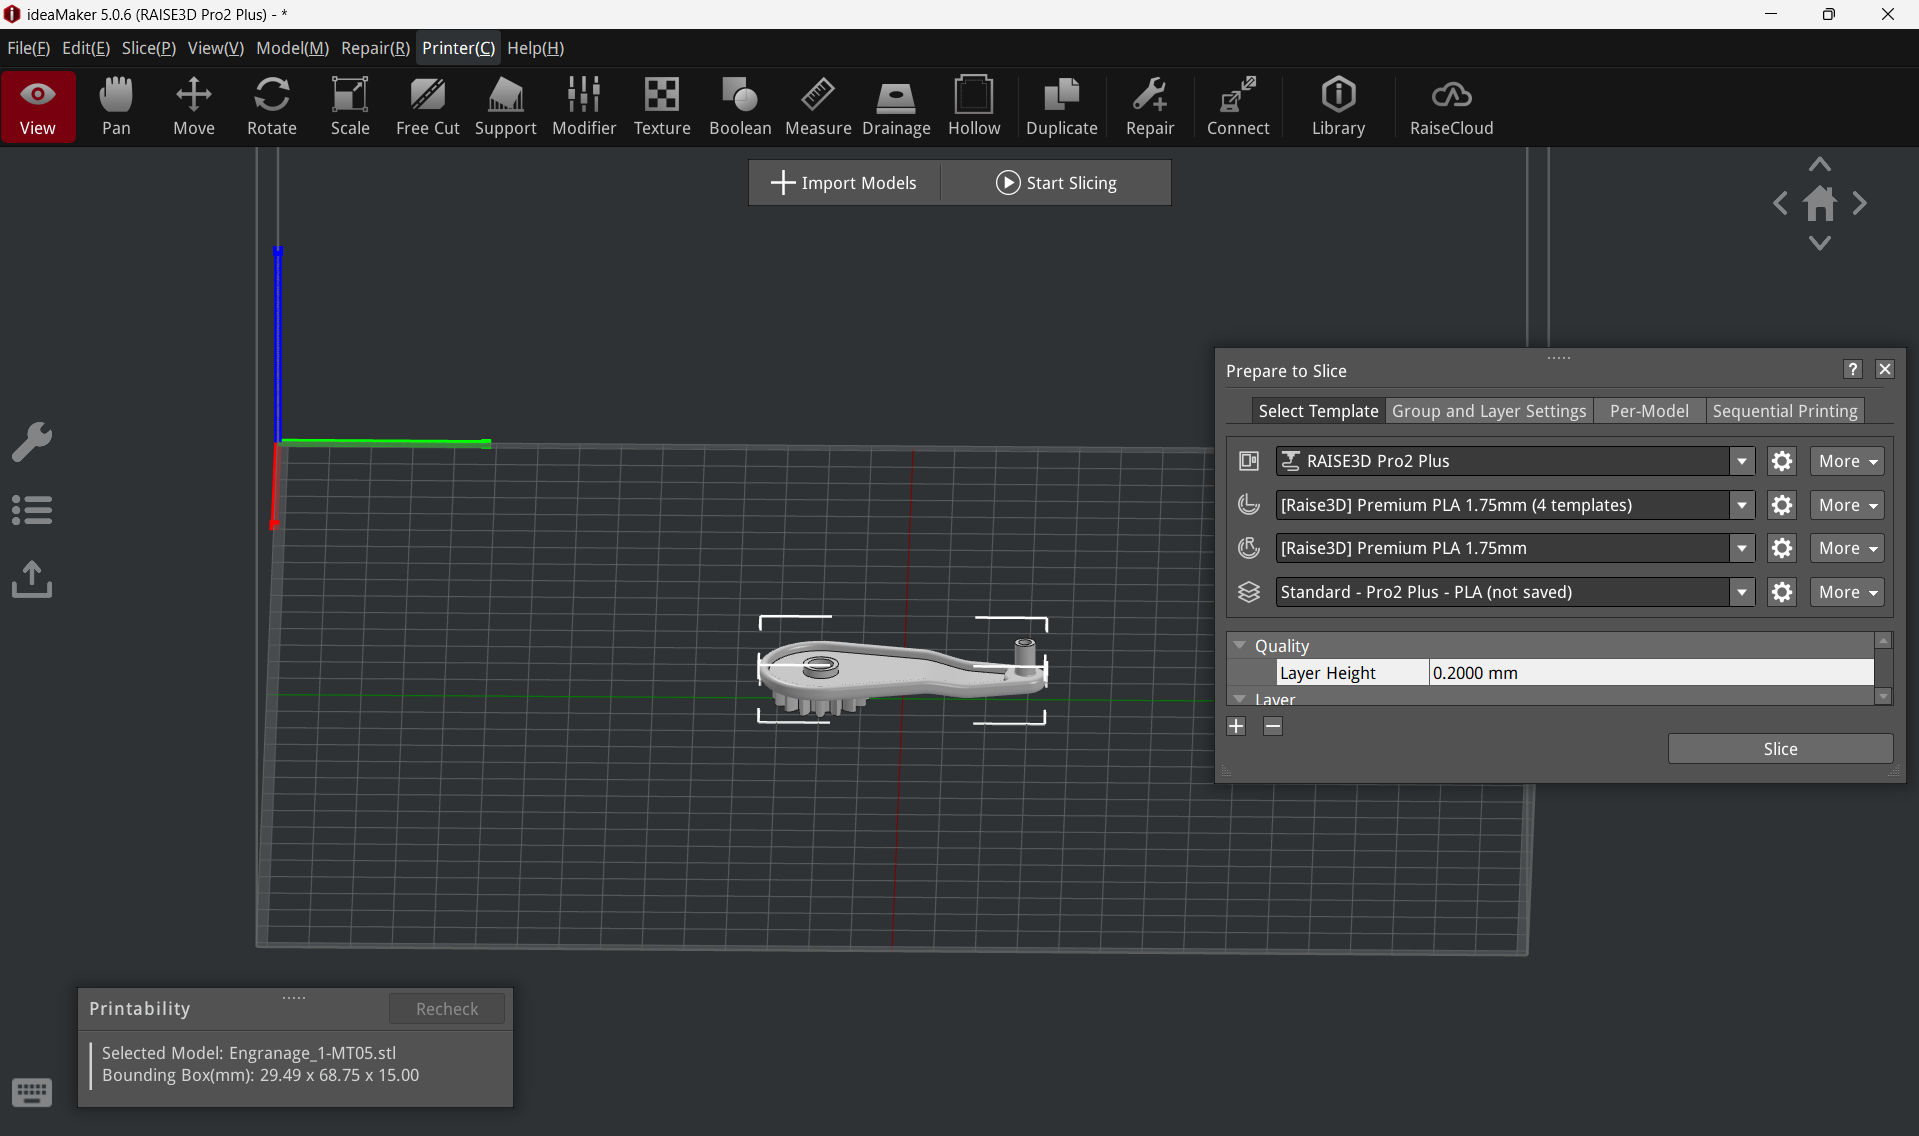 ideaMaker 5.0.6 (RAISE3D Pro2 Plus) - *
File(F) Edit(E) Slice(P) View(V) Model(M) Repair(R) Printer(C) Help(H)
View Pan Move Rotate Scale Free Cut Support Modifier Texture Boolean Measure Drainage Hollow Duplicate Repair Connect Library RaiseCloud
Import Models Start Slicing
Prepare to Slice ?
Select Template Group and Layer Settings Per-Model Sequential Printing
RAISE3D Pro2 Plus More
L [Raise3D] Premium PLA 1.75mm (4 templates) More
R [Raise3D] Premium PLA 1.75mm More
Standard - Pro2 Plus - PLA (not saved) More
Quality
Layer Height 0.2000 mm
Layer
Slice
Printability Recheck
Selected Model: Engranage_1-MT05.stl
Bounding Box(mm): 29.49 x 68.75 x 15.00